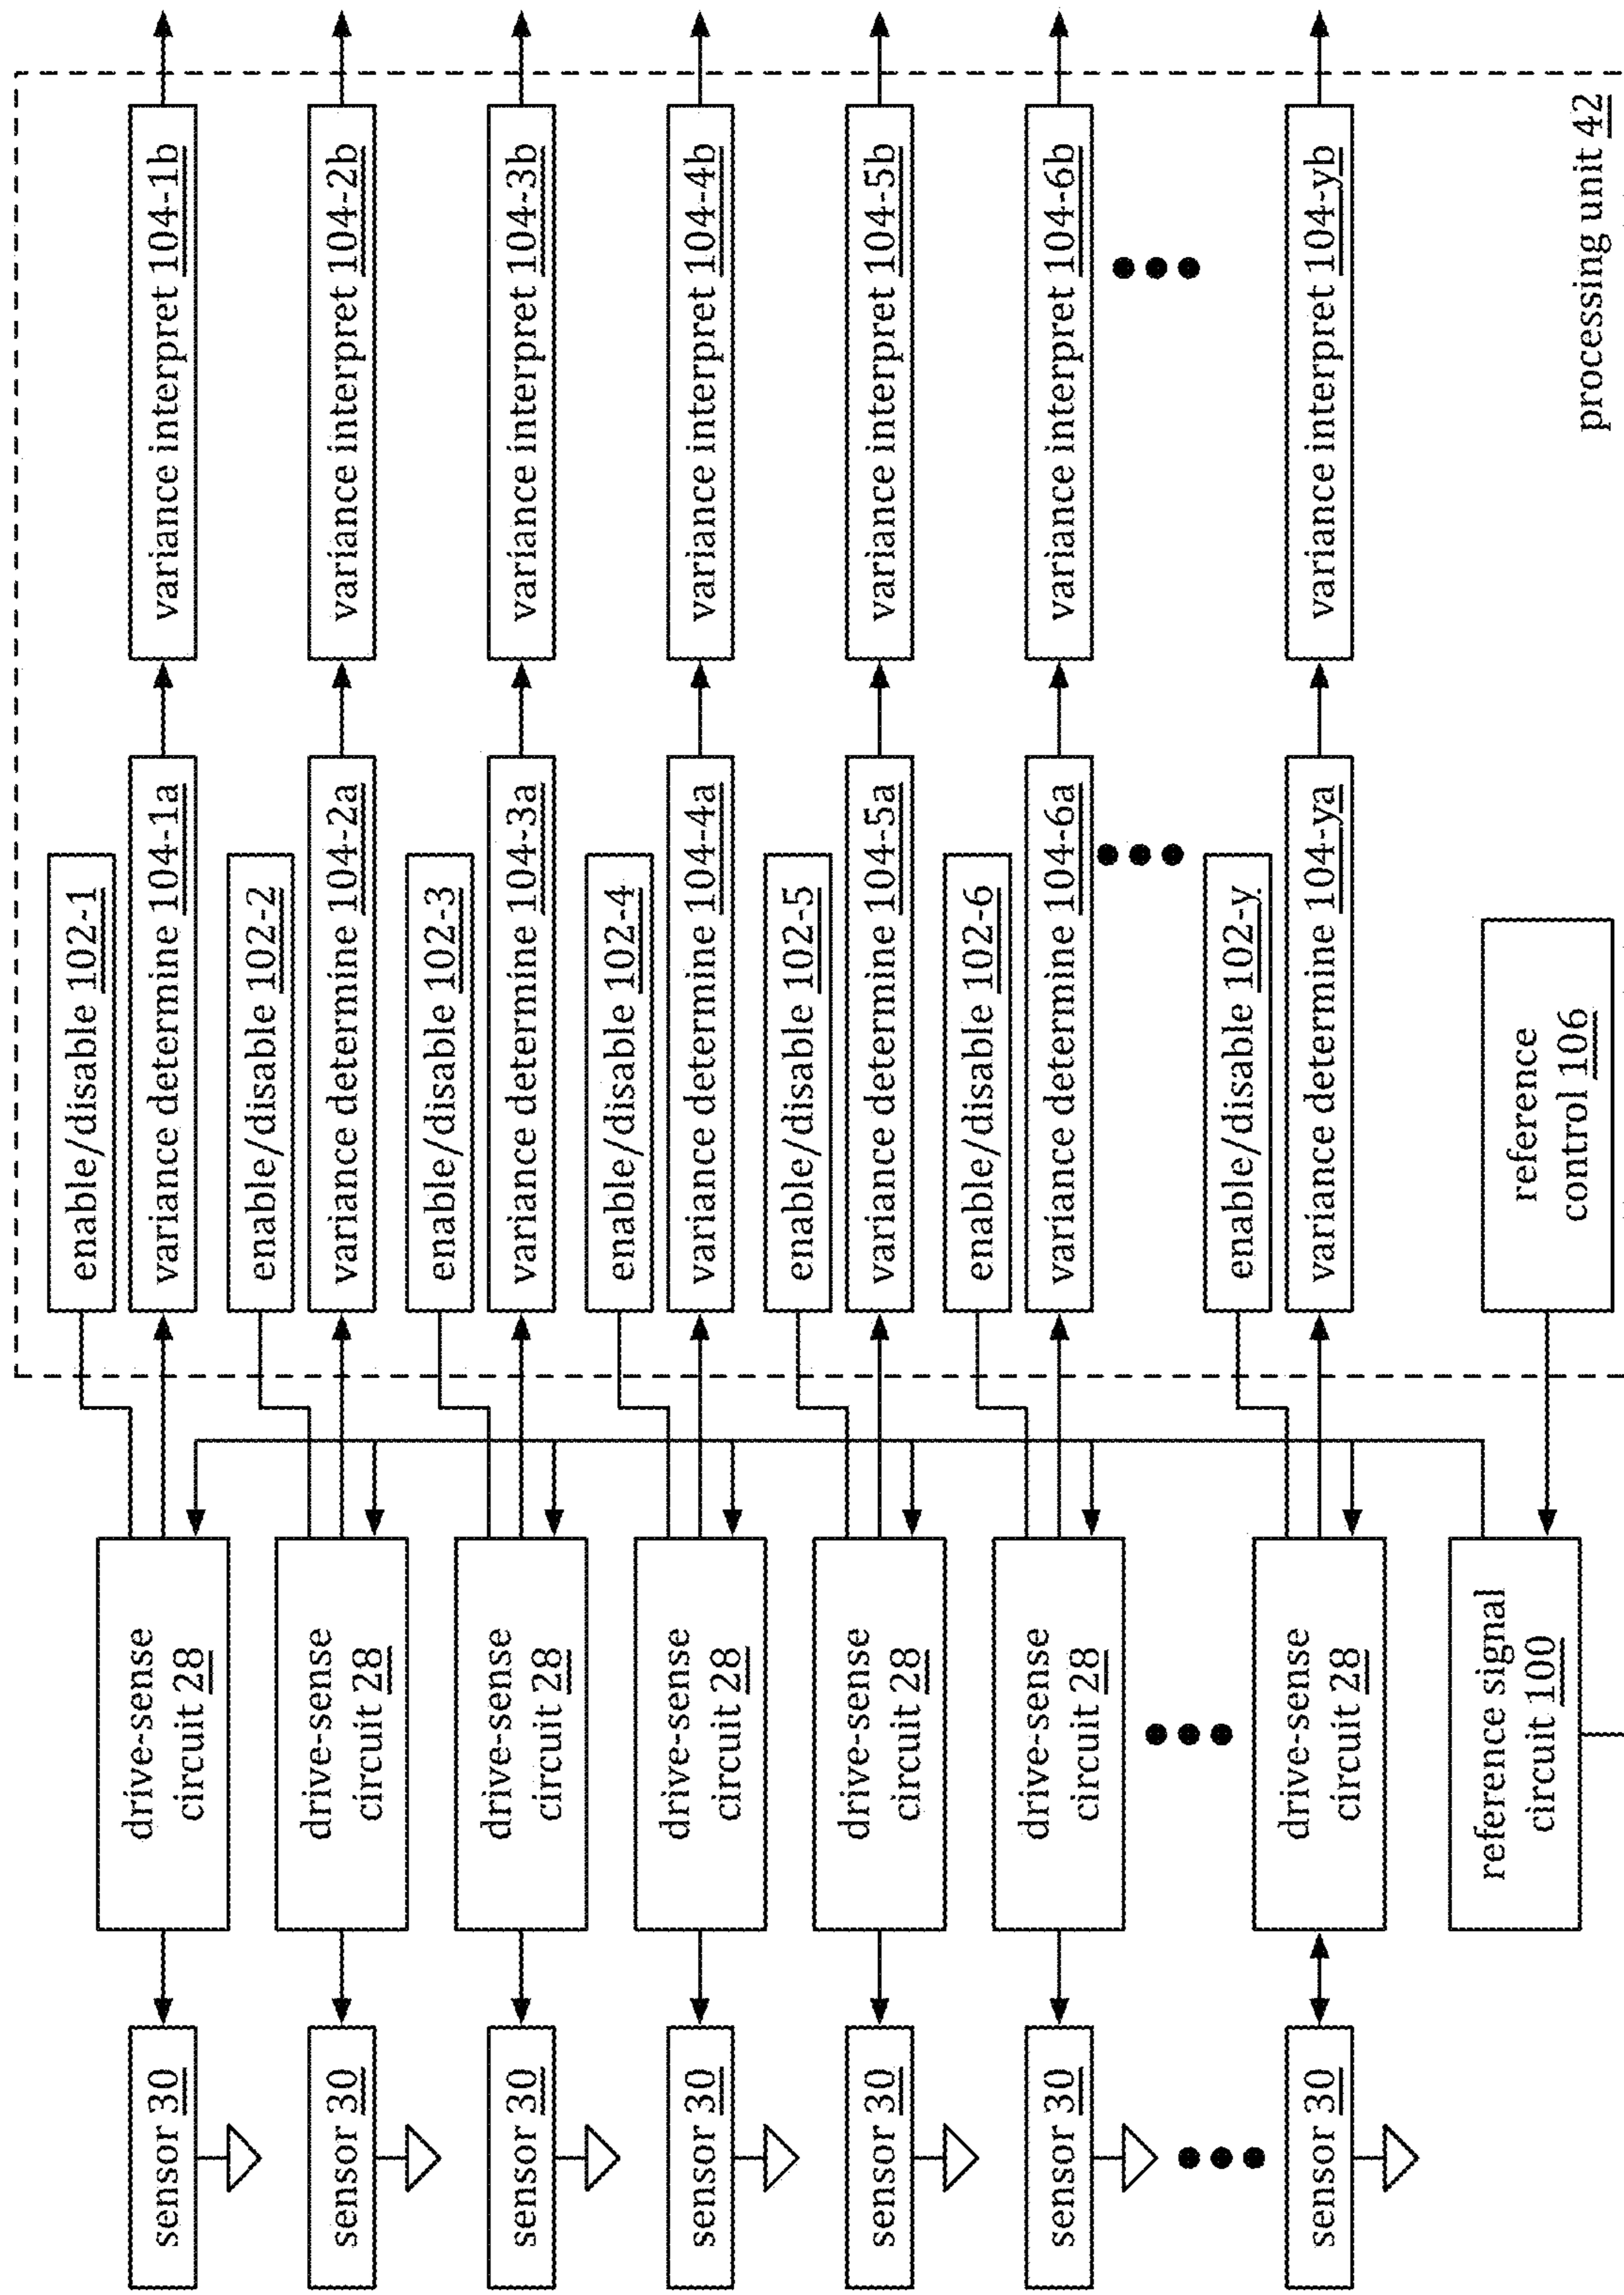 sensor 30
drive-sense
circuit 28
enable/disable 102-1
variance determine 104-1a
variance interpret 104-1b
sensor 30
drive-sense
circuit 28
enable/disable 102-2
variance determine 104-2a
variance interpret 104-2b
sensor 30
drive-sense
circuit 28
enable/disable 102-3
variance determine 104-3a
variance interpret 104-3b
sensor 30
drive-sense
circuit 28
enable/disable 102-4
variance determine 104-4a
variance interpret 104-4b
sensor 30
drive-sense
circuit 28
enable/disable 102-5
variance determine 104-5a
variance interpret 104-5b
sensor 30
drive-sense
circuit 28
enable/disable 102-6
variance determine 104-6a
variance interpret 104-6b
sensor 30
drive-sense
circuit 28
enable/disable 102-y
variance determine 104-ya
variance interpret 104-yb
reference signal
circuit 100
reference
control 106
processing unit 42